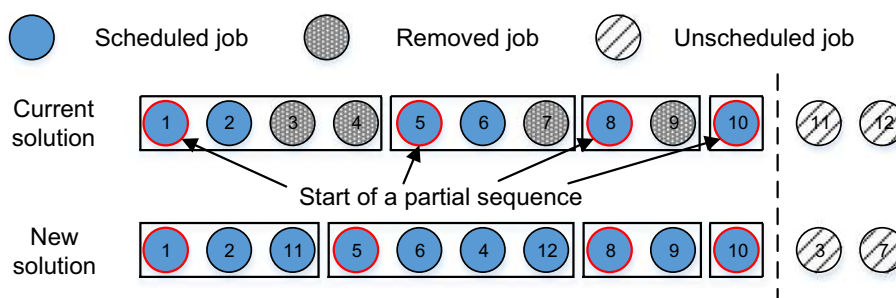 Scheduled job Removed job Unscheduled job
Current solution 1 2 3 4 5 6 7 8 9 10 11 12
Start of a partial sequence
New solution 1 2 11 5 6 4 12 8 9 10 3 7